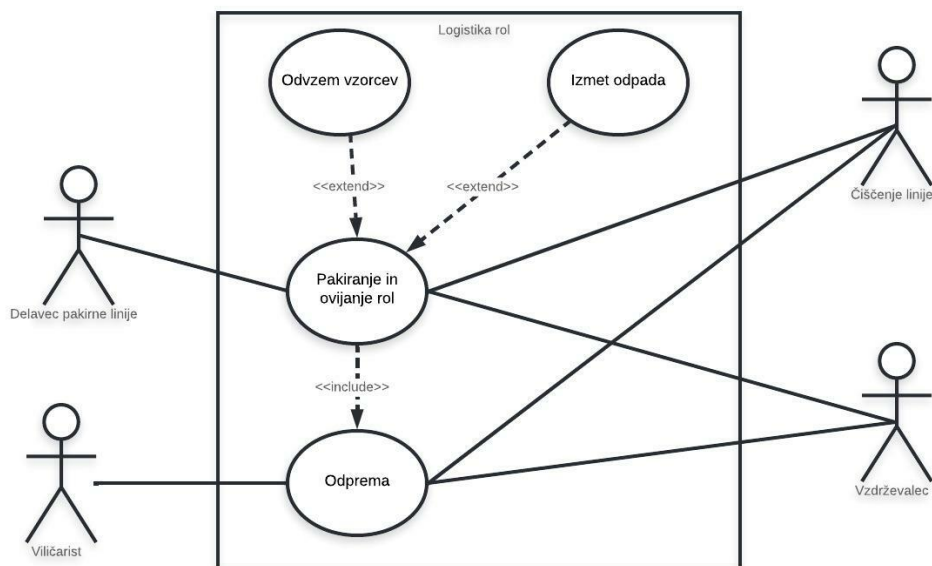 Logistika rol
Odvzem vzorcev
Izmet odpada
<<extend>>
<<extend>>
Čiščenje linije
Delavec pakirne linije
Pakiranje in
ovijanje rol
<<include>>
Odprema
Viličarist
Vzdrževalec